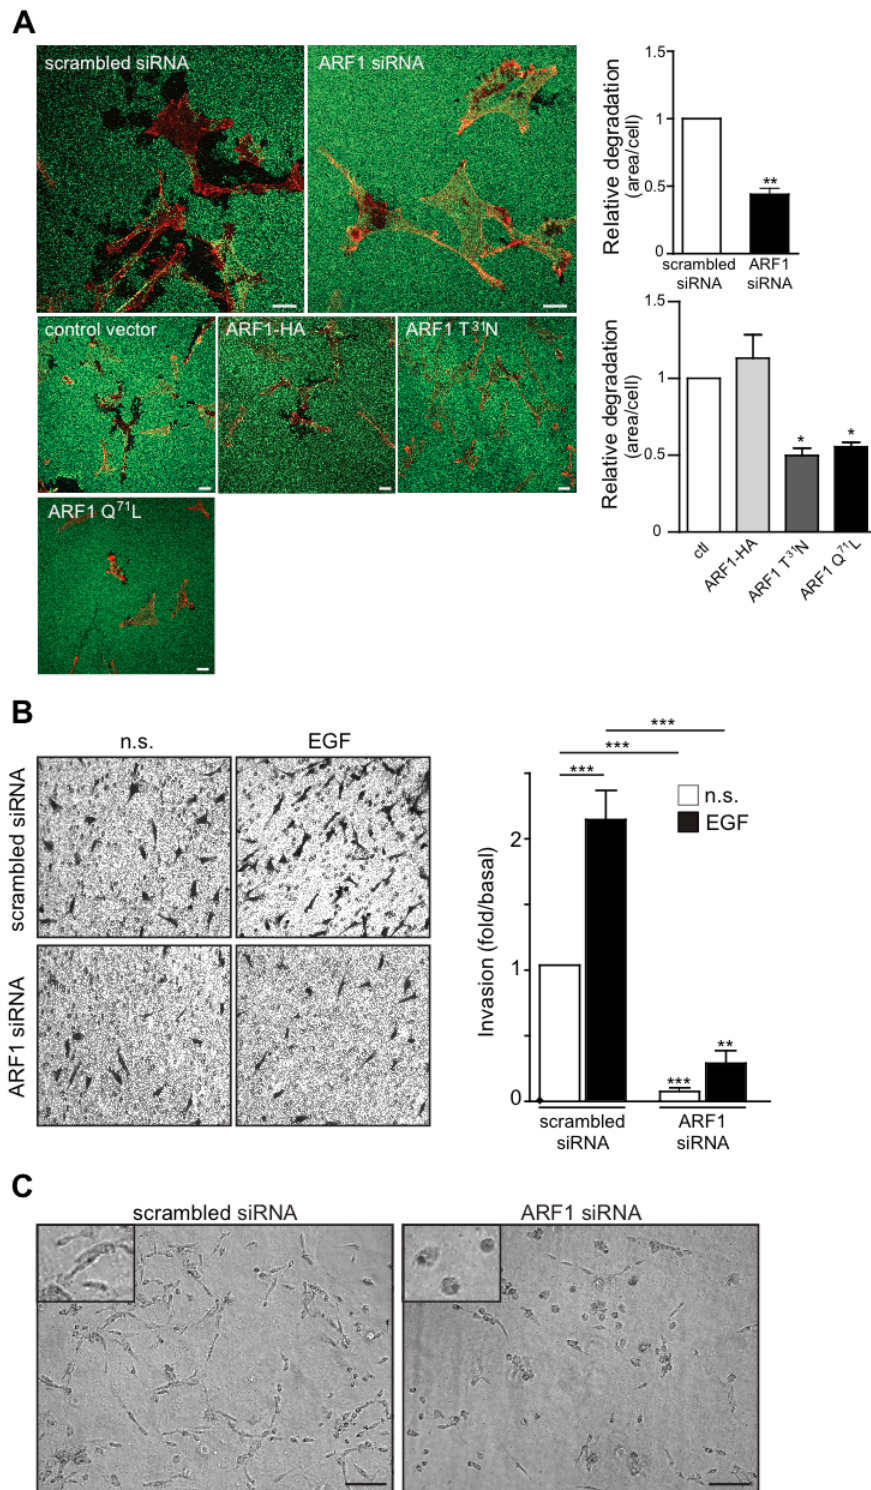 A
scrambled siRNA
ARF1 siRNA
control vector
ARF1-HA
ARF1 T³¹N
ARF1 Q⁷¹L
Relative degradation
(area/cell)
1.5
1
0.5
0
**
scrambled
siRNA
ARF1
siRNA
Relative degradation
(area/cell)
1.5
1
0.5
0
*
*
ctl
ARF1-HA
ARF1 T³¹N
ARF1 Q⁷¹L
B
n.s.
EGF
scrambled siRNA
ARF1 siRNA
Invasion (fold/basal)
2
1
0
***
***
***
n.s.
EGF
***
**
scrambled
siRNA
ARF1
siRNA
C
scrambled siRNA
ARF1 siRNA